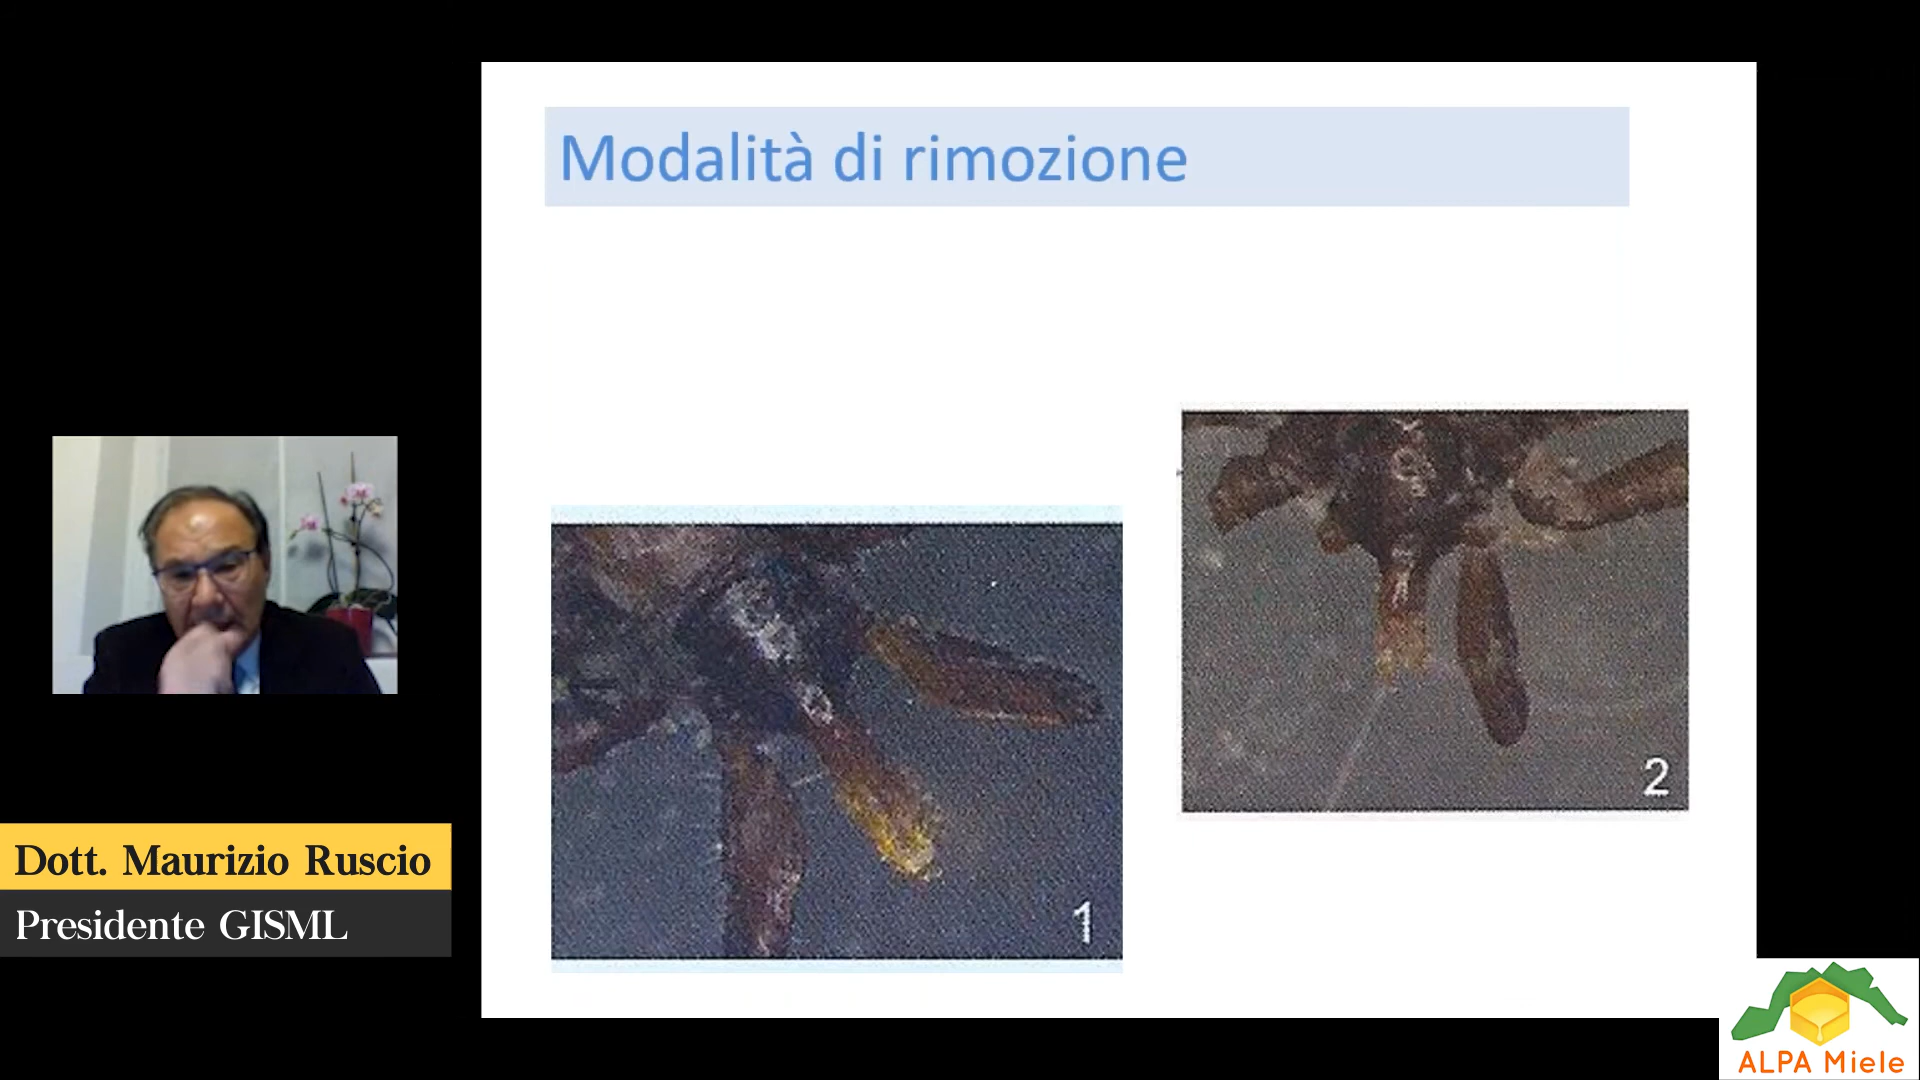 Modalità di rimozione
1
2
Dott. Maurizio Ruscio
Presidente GISML
ALPA Miele